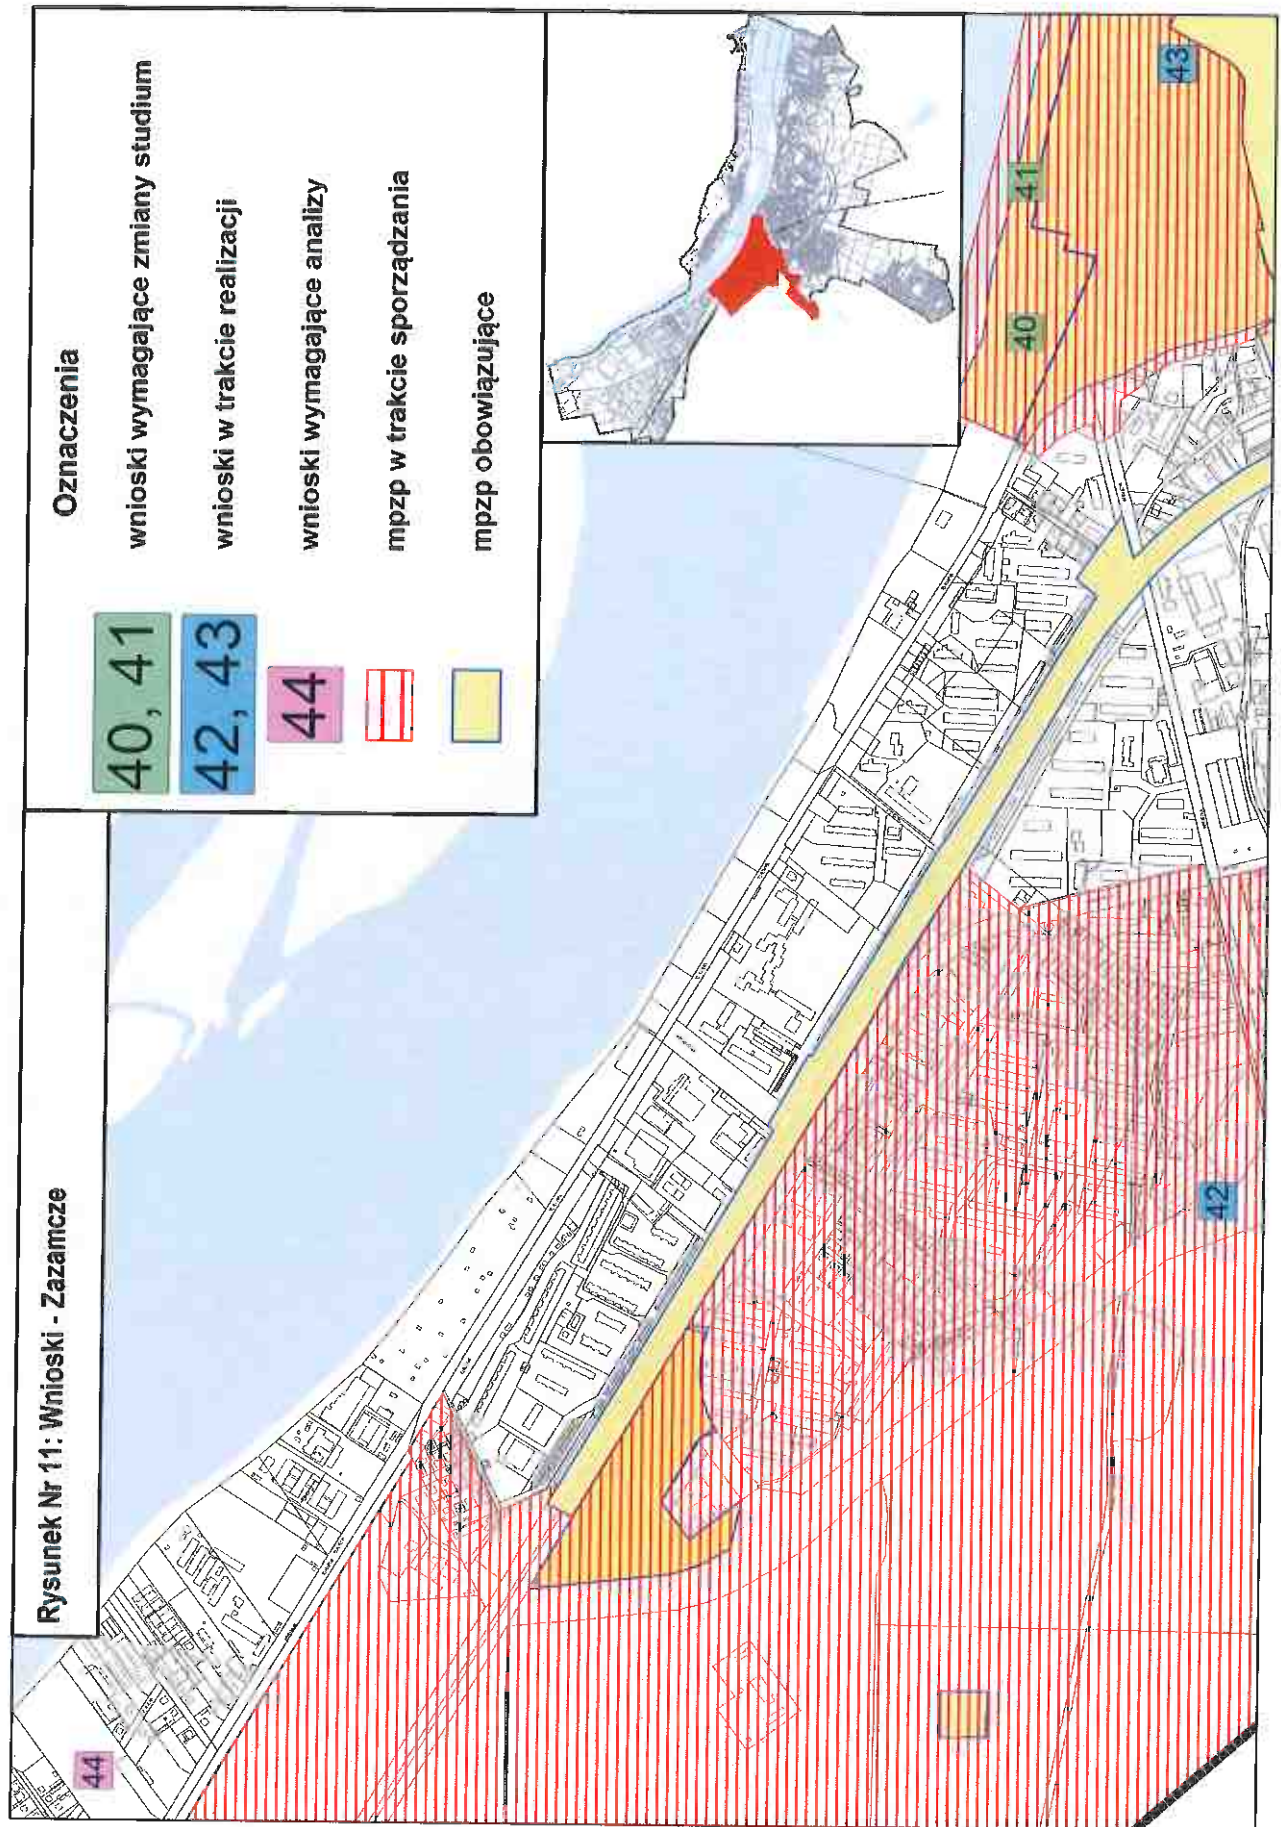 Rysunek Nr 11: Wnioski - Zazamcze
Oznaczenia
40, 41 wnioski wymagające zmiany studium
42, 43 wnioski w trakcie realizacji
44 wnioski wymagające analizy
mpzp w trakcie sporządzania
mpzp obowiązujące
44
42
40
41
43